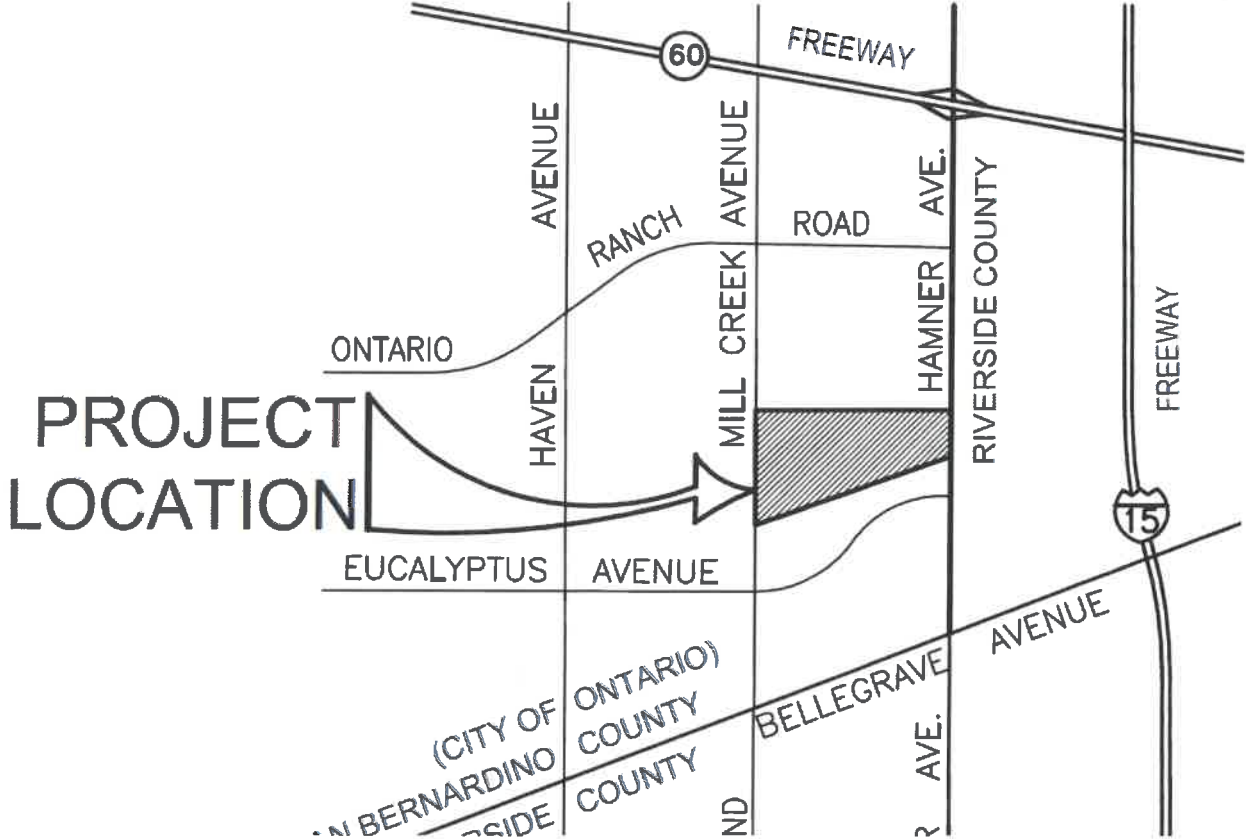 60
FREEWAY
AVENUE
MILL CREEK AVENUE
HAMNER AVE.
RIVERSIDE COUNTY
ONTARIO RANCH ROAD
FREEWAY
15
HAVEN
PROJECT
LOCATION
EUCALYPTUS AVENUE
(CITY OF ONTARIO)
BERNARDINO COUNTY
COUNTY
BELLEGRAVE AVENUE
AVE.